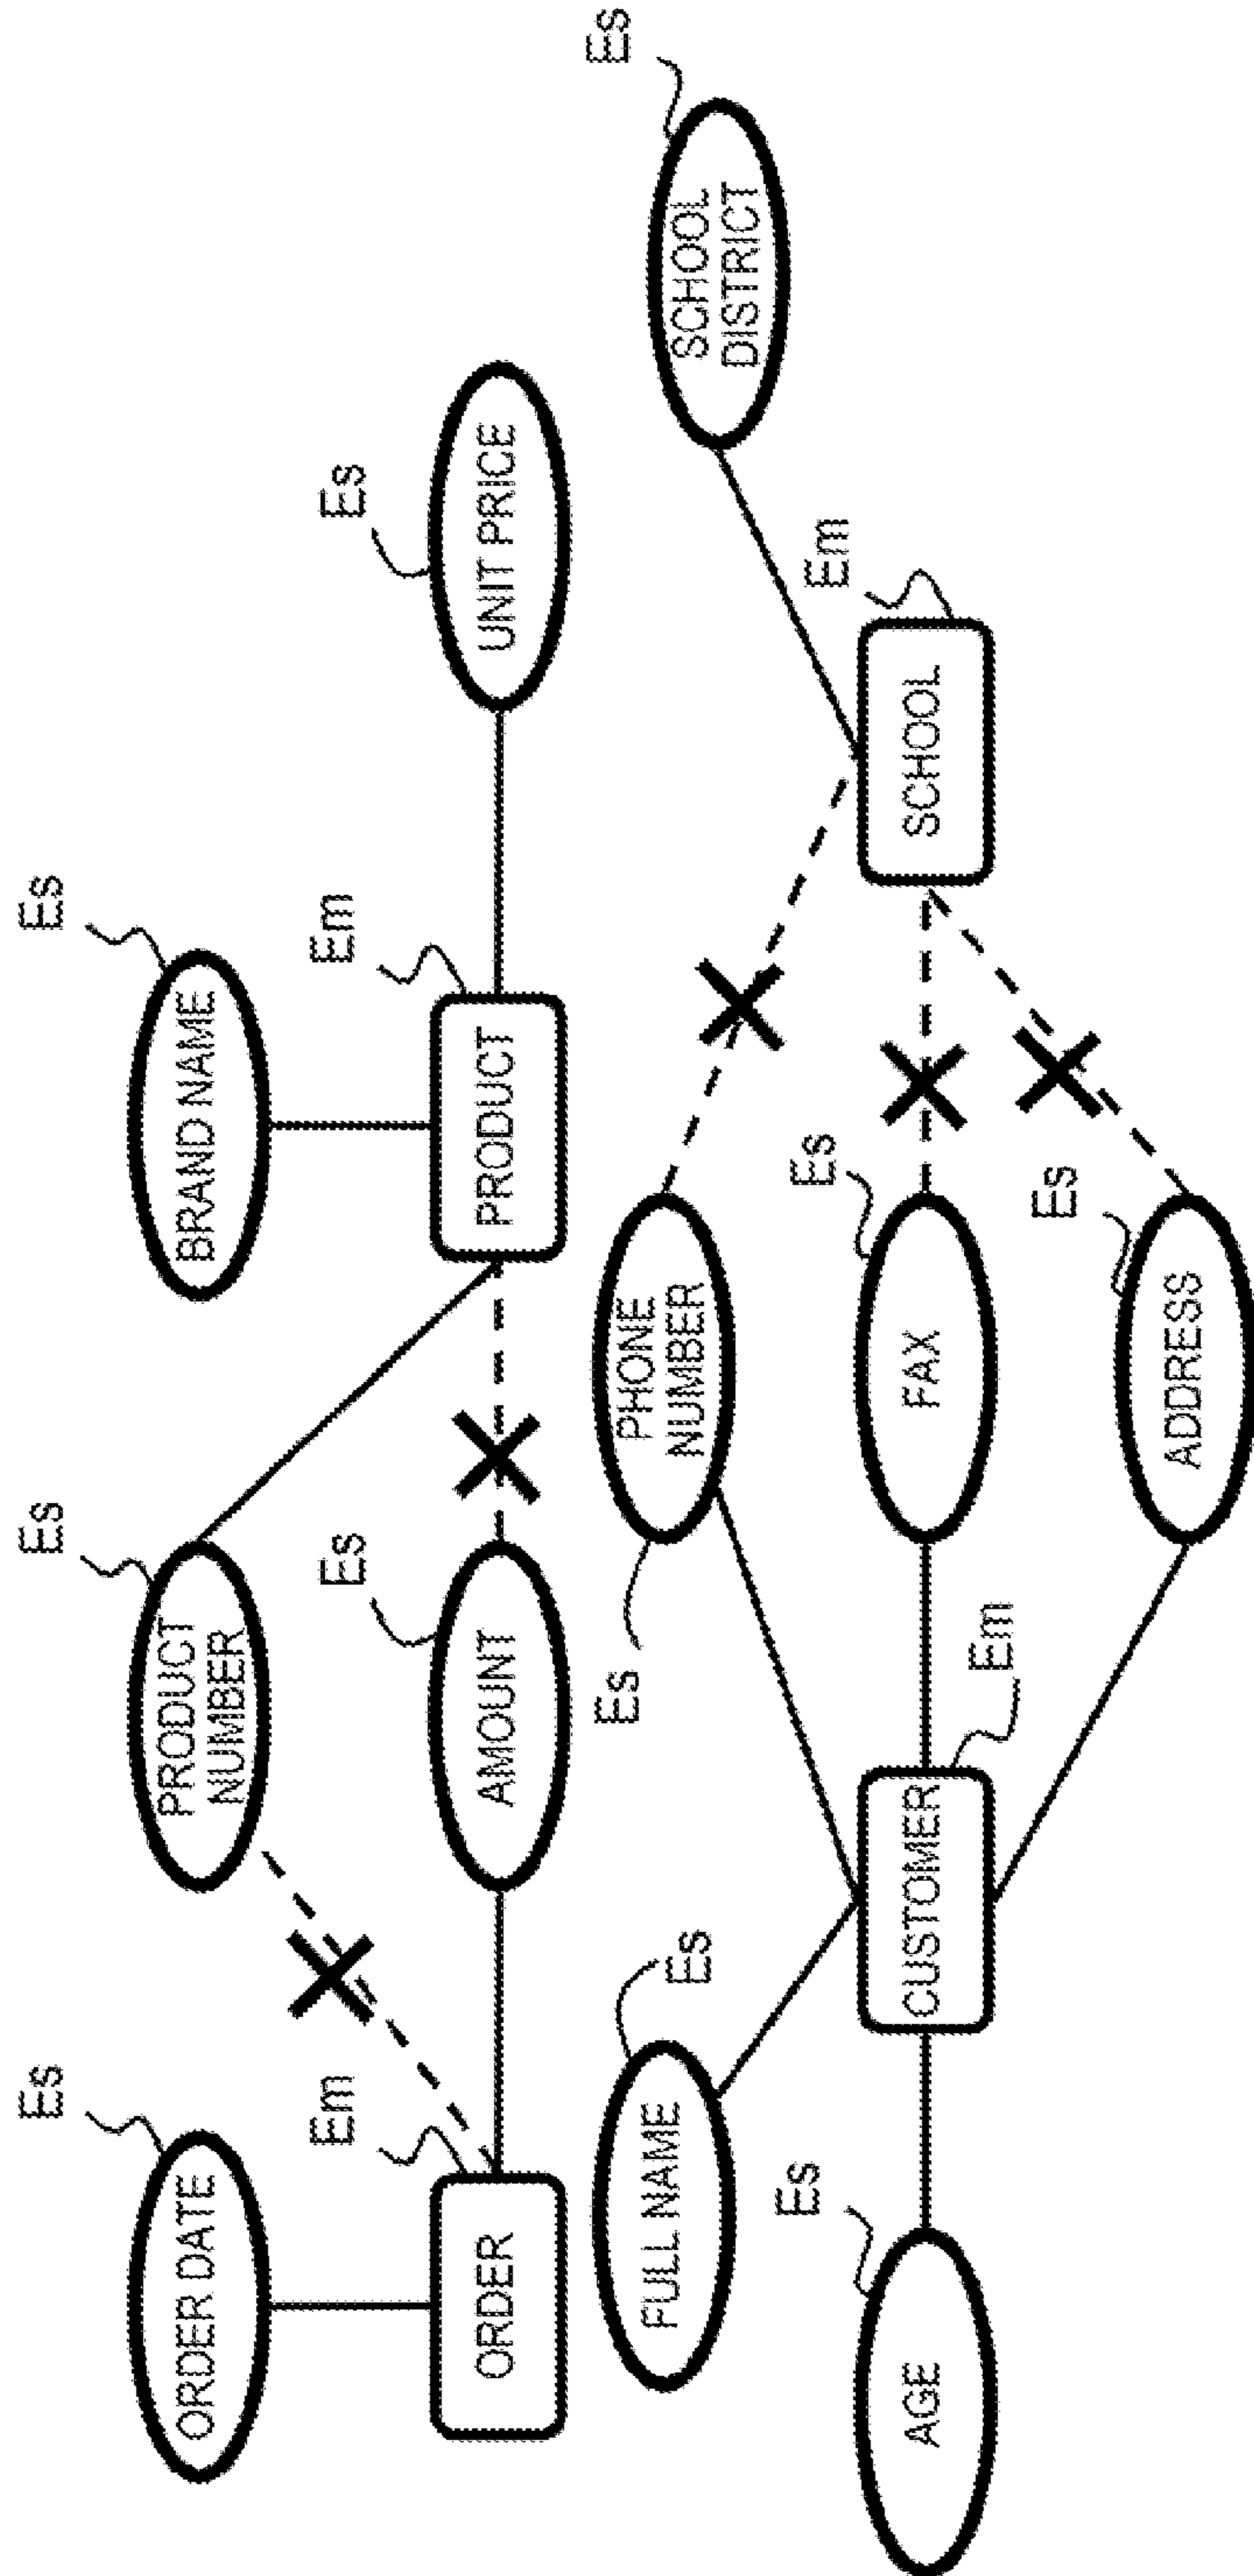 Es
ORDER DATE
Es
PRODUCT
NUMBER
Es
BRAND NAME
Em
ORDER
Es
AMOUNT
Em
PRODUCT
Es
UNIT PRICE
Es
FULL NAME
Es
PHONE
NUMBER
Es
SCHOOL
DISTRICT
Es
AGE
Em
CUSTOMER
Es
FAX
Em
SCHOOL
Es
ADDRESS